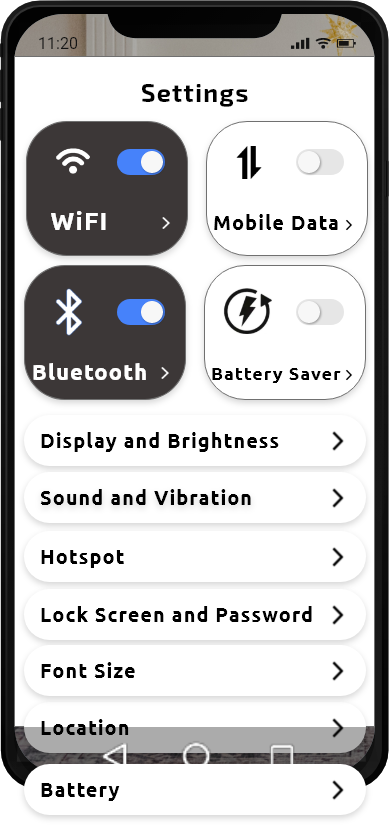 11:20
Settings
WiFI
Mobile Data
Bluetooth
Battery Saver
Display and Brightness
Sound and Vibration
Hotspot
Lock Screen and Password
Font Size
Location
Battery